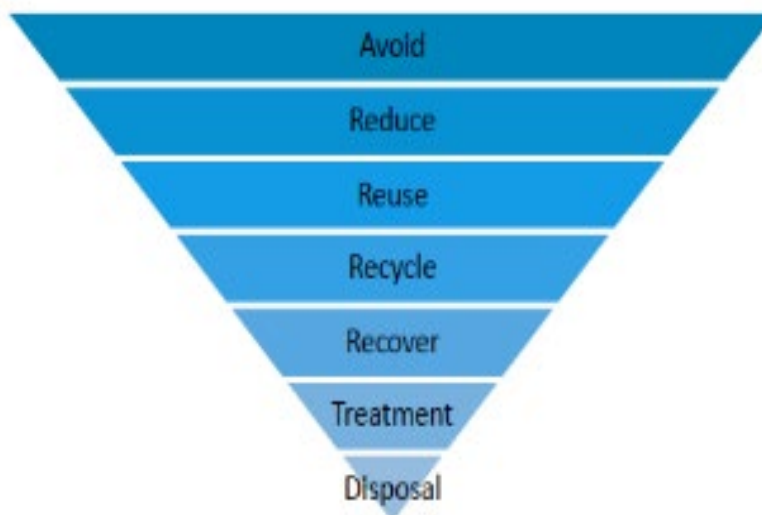 Avoid
Reduce
Reuse
Recycle
Recover
Treatment
Disposal